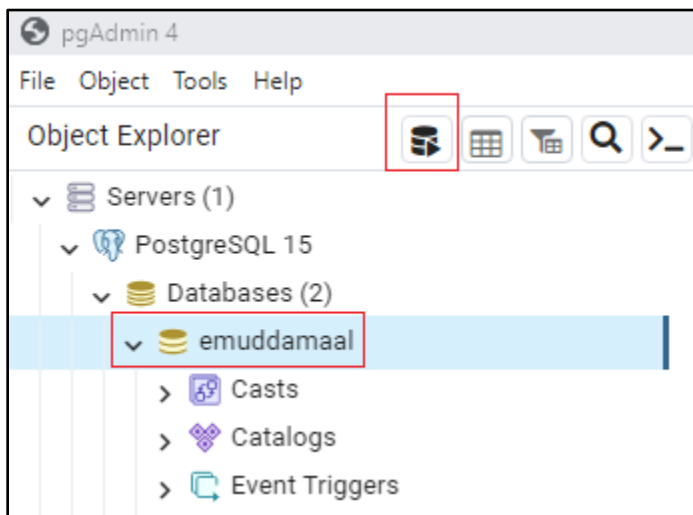 pgAdmin 4
File Object Tools Help
Object Explorer
Servers (1)
PostgreSQL 15
Databases (2)
emuddamaal
Casts
Catalogs
Event Triggers